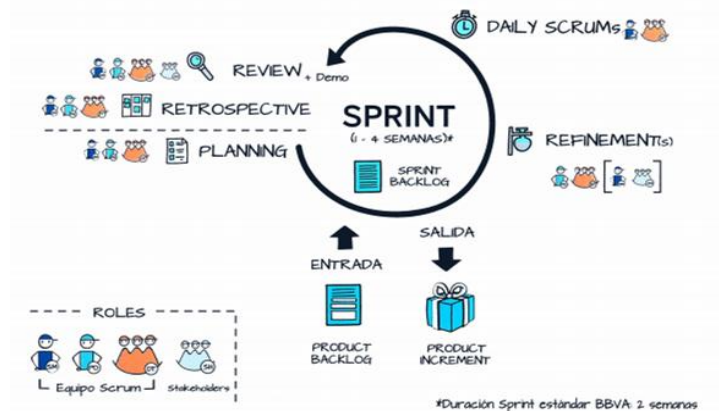 DAILY SCRUMS
REVIEW + Demo
RETROSPECTIVE
PLANNING
SPRINT
(1 - 4 SEMANAS)*
SPRINT
BACKLOG
REFINEMENT(s)
ENTRADA
SALIDA
PRODUCT
BACKLOG
PRODUCT
INCREMENT
ROLES
SM
PO
DT
SH
Equipo Scrum
Stakeholders
*Duración Sprint estándar BBVA: 2 semanas